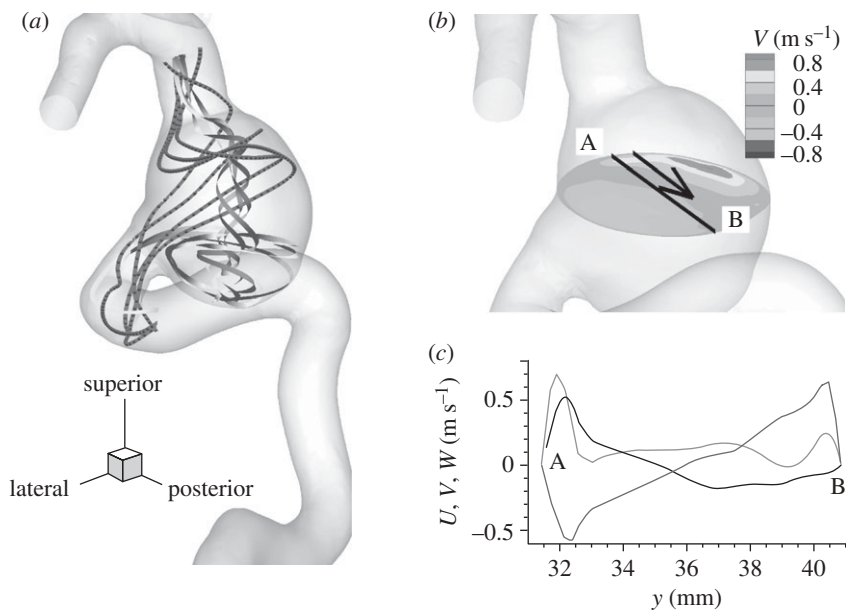 (a)
superior
lateral
posterior
(b)
V (m s⁻¹)
0.8
0.4
0
–0.4
–0.8
A
B
(c)
U, V, W (m s⁻¹)
0.5
0
–0.5
A
B
32 34 36 38 40
y (mm)